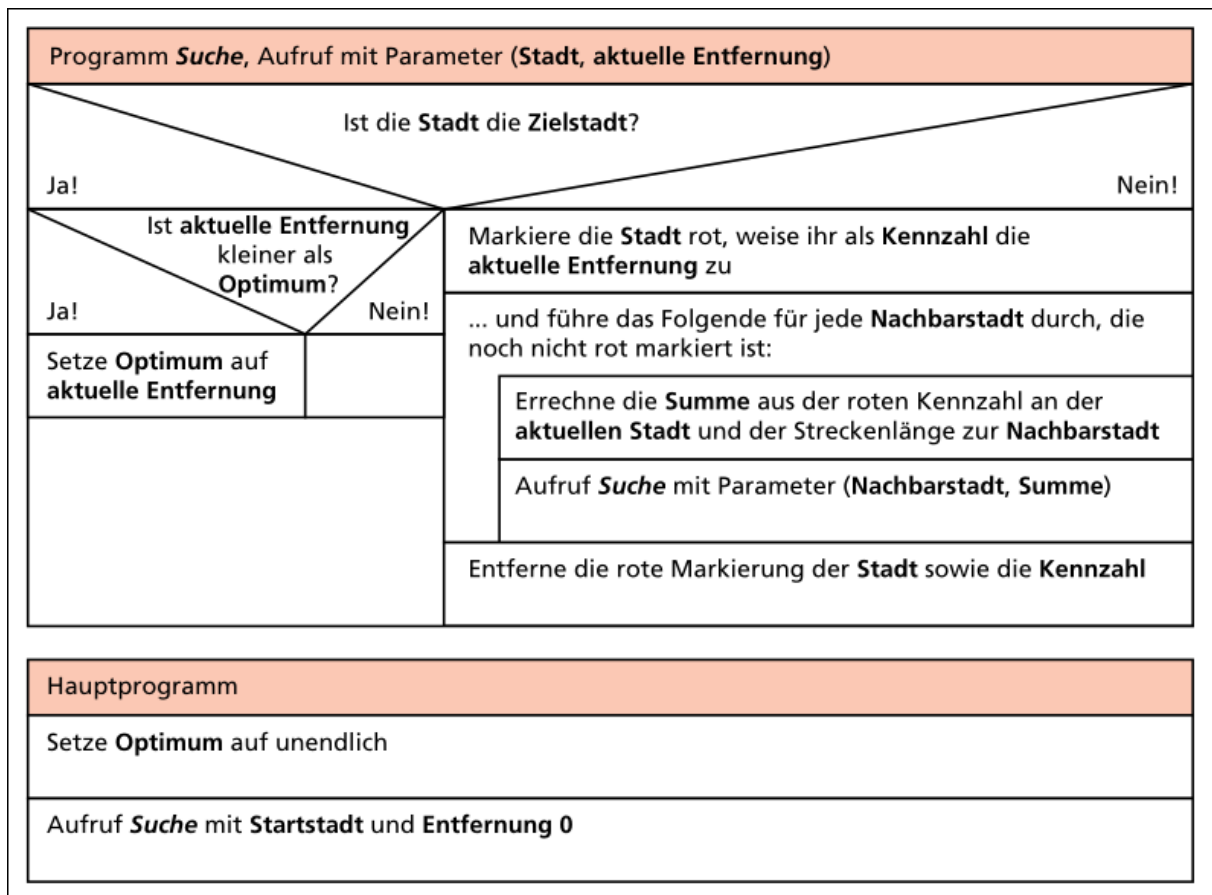 Programm Suche, Aufruf mit Parameter (Stadt, aktuelle Entfernung)
Ist die Stadt die Zielstadt?
Ja!
Nein!
Ist aktuelle Entfernung
kleiner als
Optimum?
Ja!
Nein!
Setze Optimum auf
aktuelle Entfernung
Markiere die Stadt rot, weise ihr als Kennzahl die
aktuelle Entfernung zu
... und führe das Folgende für jede Nachbarstadt durch, die
noch nicht rot markiert ist:
Errechne die Summe aus der roten Kennzahl an der
aktuellen Stadt und der Streckenlänge zur Nachbarstadt
Aufruf Suche mit Parameter (Nachbarstadt, Summe)
Entferne die rote Markierung der Stadt sowie die Kennzahl
Hauptprogramm
Setze Optimum auf unendlich
Aufruf Suche mit Startstadt und Entfernung 0